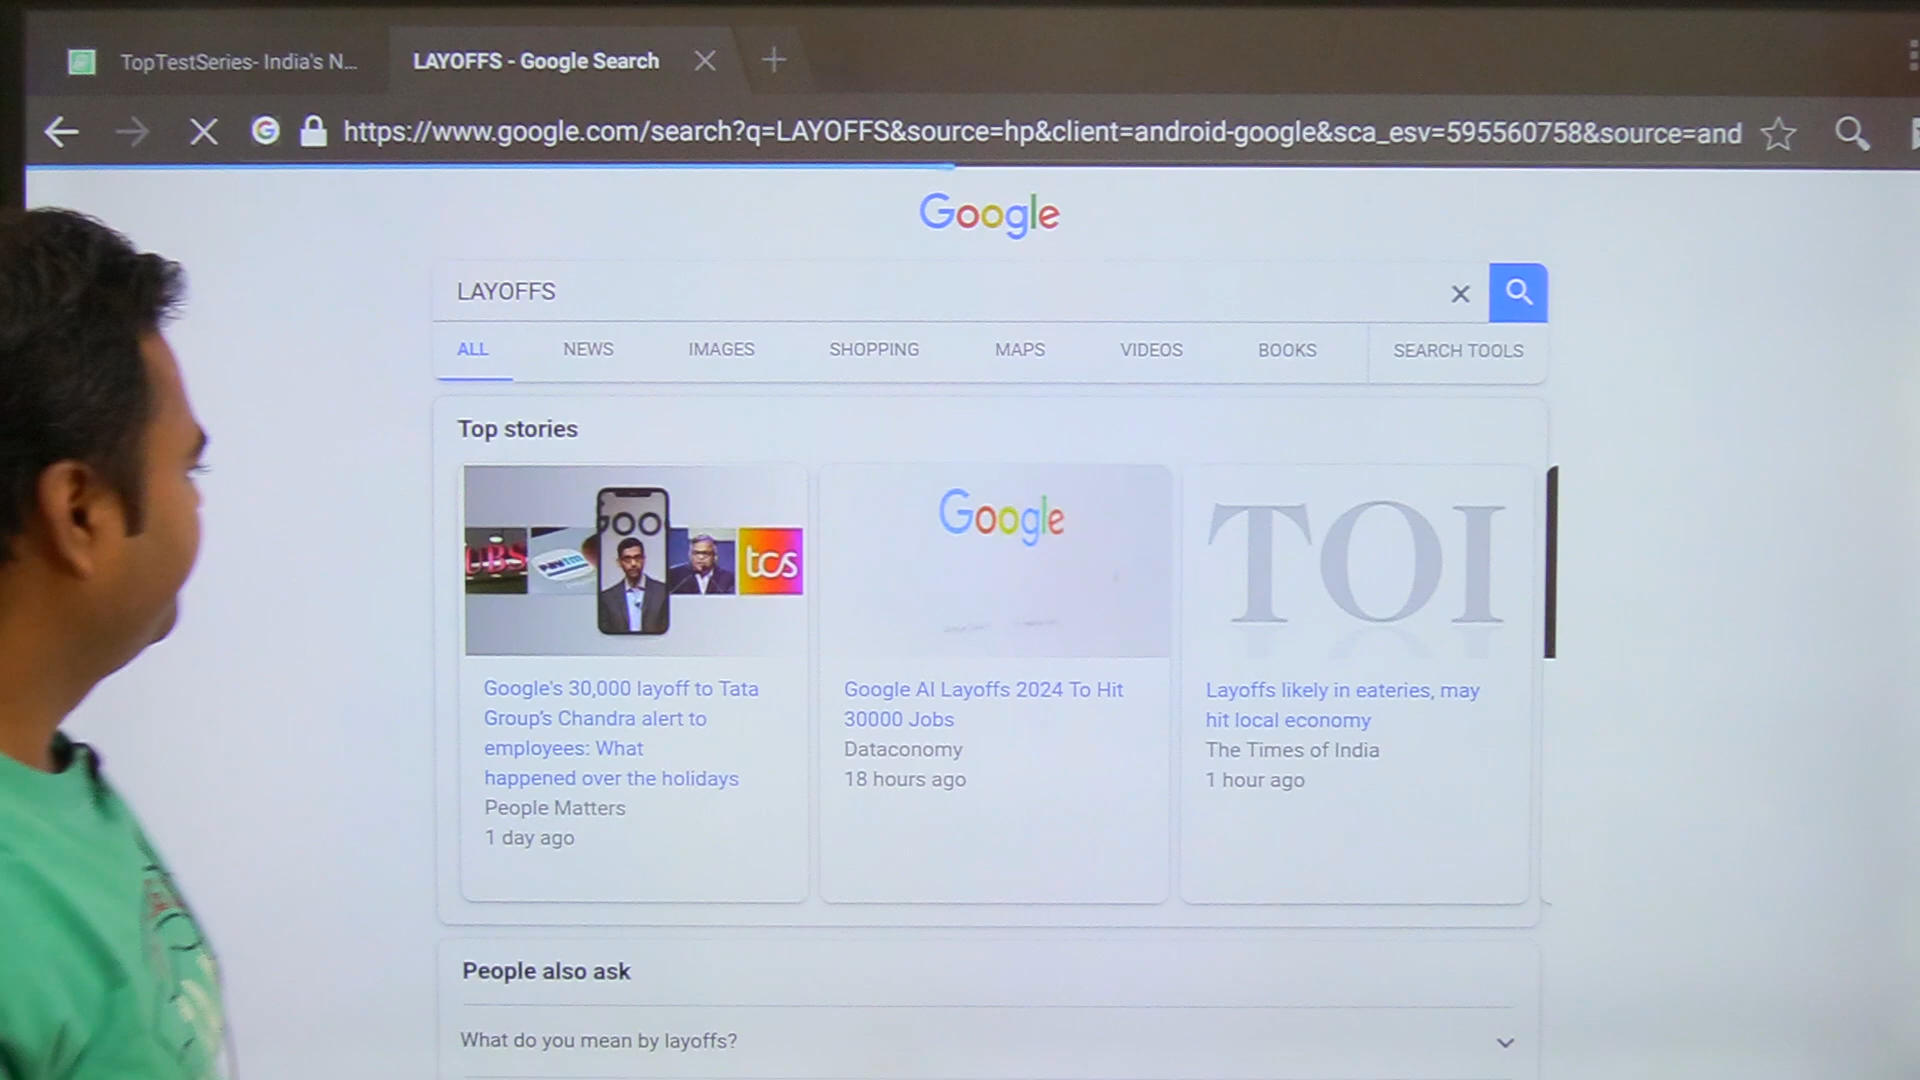 TopTestSeries- India's N...
LAYOFFS - Google Search
https://www.google.com/search?q=LAYOFFS&source=hp&client=android-google&sca_esv=595560758&source=and
Google
LAYOFFS
ALL NEWS IMAGES SHOPPING MAPS VIDEOS BOOKS SEARCH TOOLS
Top stories
UBS
Paytm
tcs
Google
TOI
Google's 30,000 layoff to Tata
Group's Chandra alert to
employees: What
happened over the holidays
People Matters
1 day ago
Google AI Layoffs 2024 To Hit
30000 Jobs
Dataconomy
18 hours ago
Layoffs likely in eateries, may
hit local economy
The Times of India
1 hour ago
People also ask
What do you mean by layoffs?